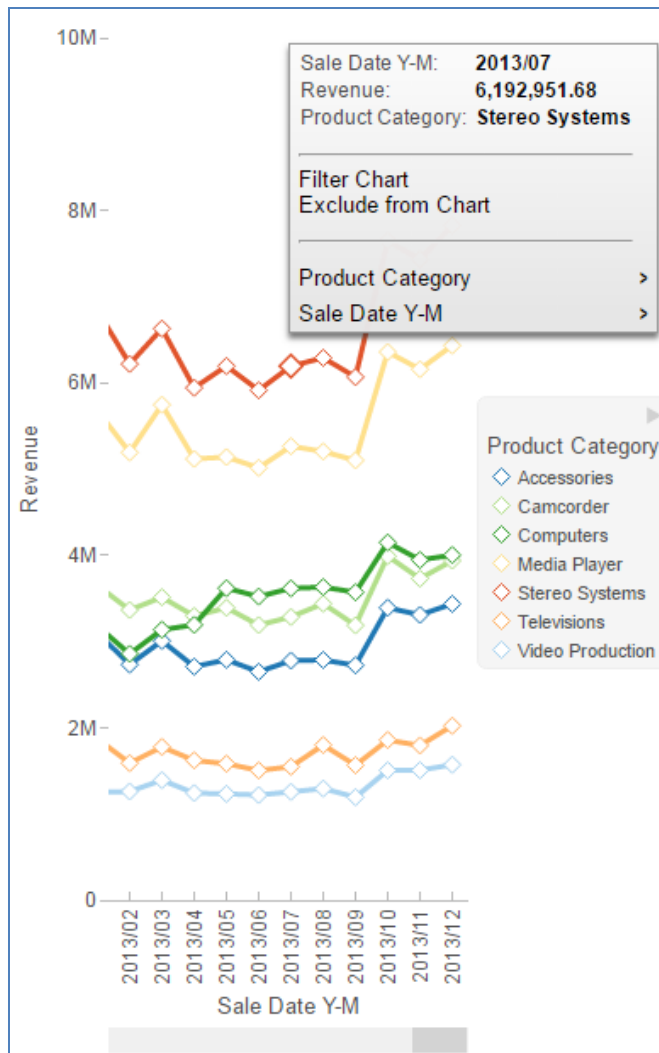 10M
8M
6M
4M
2M
0
Revenue
Sale Date Y-M: 2013/07
Revenue: 6,192,951.68
Product Category: Stereo Systems
Filter Chart
Exclude from Chart
Product Category >
Sale Date Y-M >
Product Category
Accessories
Camcorder
Computers
Media Player
Stereo Systems
Televisions
Video Production
2013/02
2013/03
2013/04
2013/05
2013/06
2013/07
2013/08
2013/09
2013/10
2013/11
2013/12
Sale Date Y-M